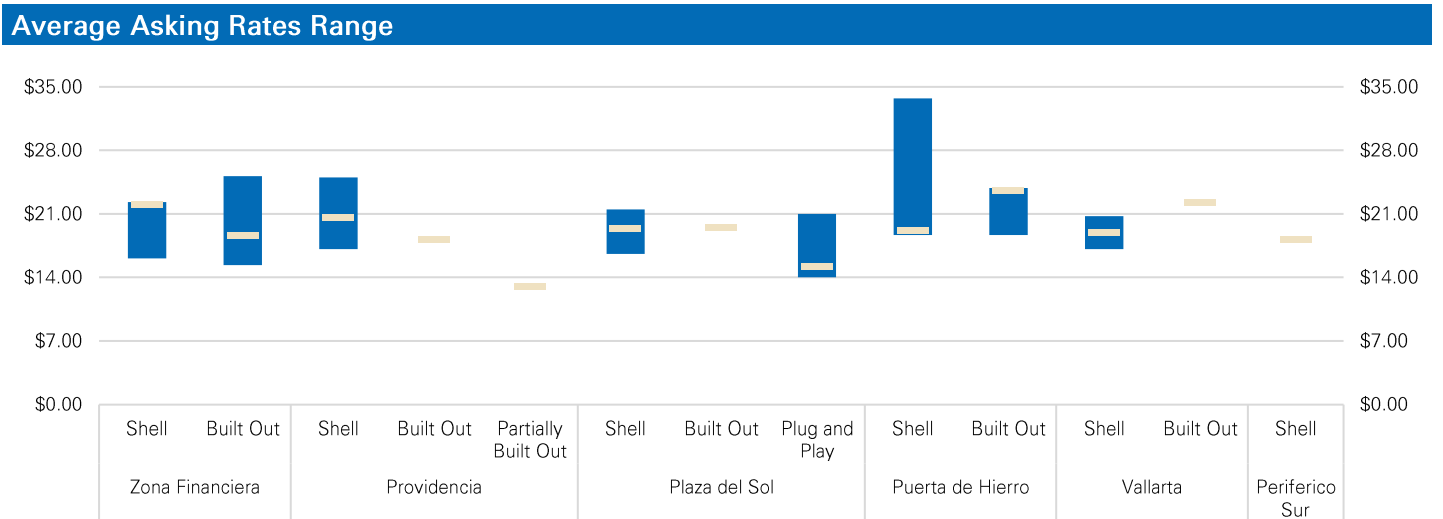 Average Asking Rates Range
$35.00 $35.00
$28.00 $28.00
$21.00 $21.00
$14.00 $14.00
$7.00 $7.00
$0.00 $0.00
Shell Built Out Shell Built Out Partially Shell Built Out Plug and Shell Built Out Shell Built Out Shell
Built Out Play
Zona Financiera Providencia Plaza del Sol Puerta de Hierro Vallarta Periferico
Sur